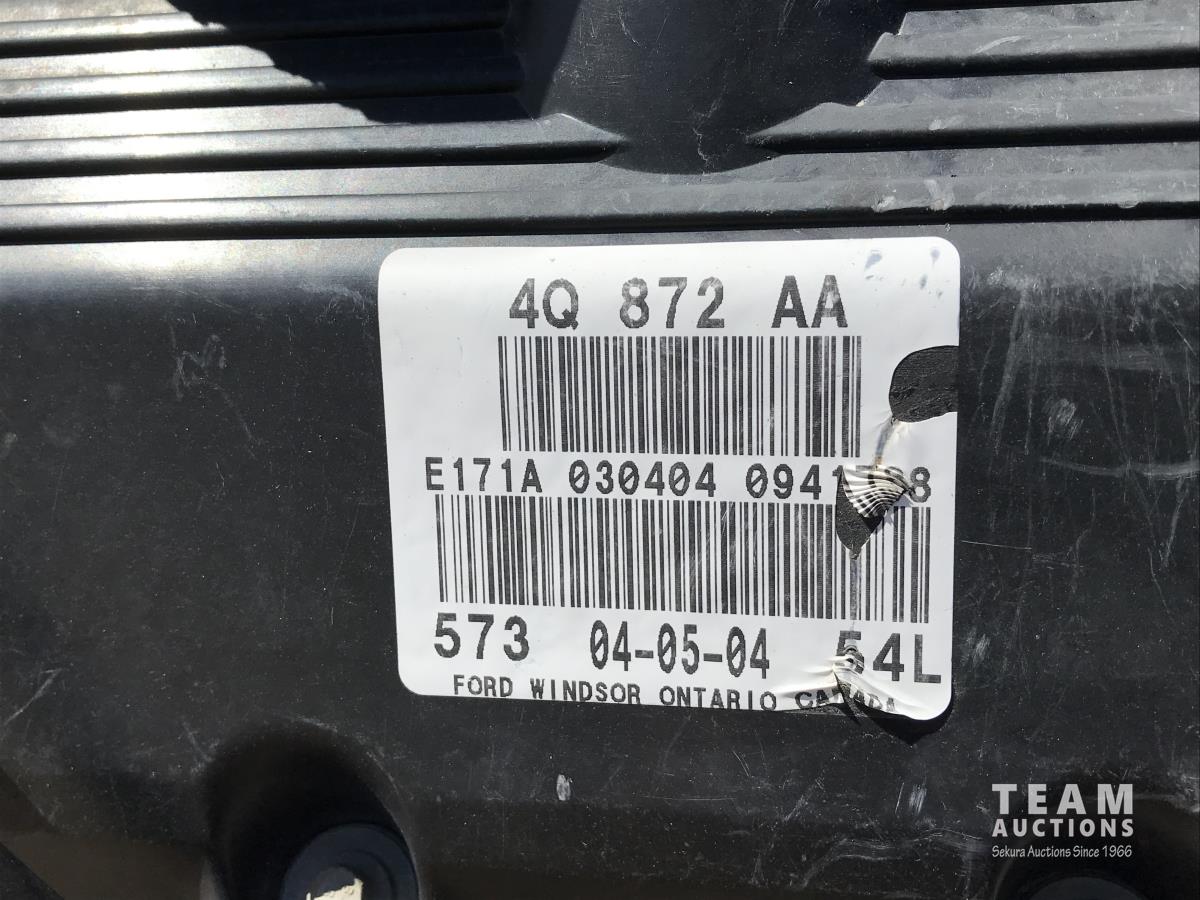 4Q 872 AA
E171A 030404
573 04-05-04 54L
FORD WINDSOR ONTARIO CANADA
TEAM
AUCTIONS
Sekura Auctions Since 1966